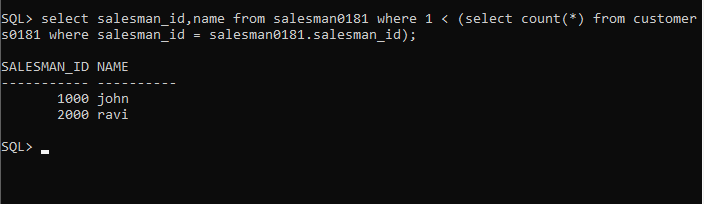 SQL> select salesman_id,name from salesman0181 where 1 < (select count(*) from customer
s0181 where salesman_id = salesman0181.salesman_id);
SALESMAN_ID NAME
----------- ----------
       1000 john
       2000 ravi
SQL>